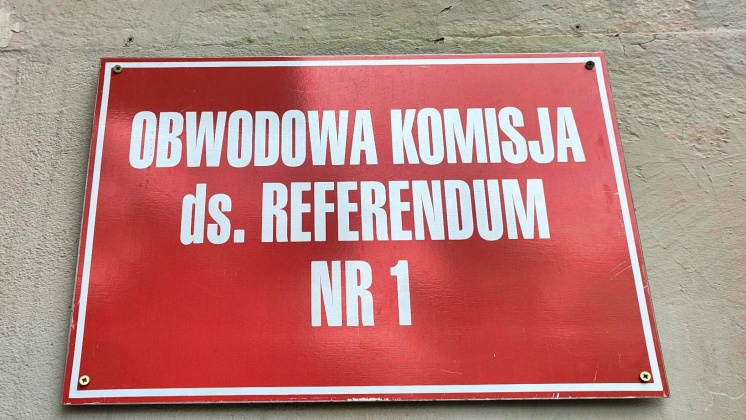 OBWODOWA KOMISJA
ds. REFERENDUM
NR 1